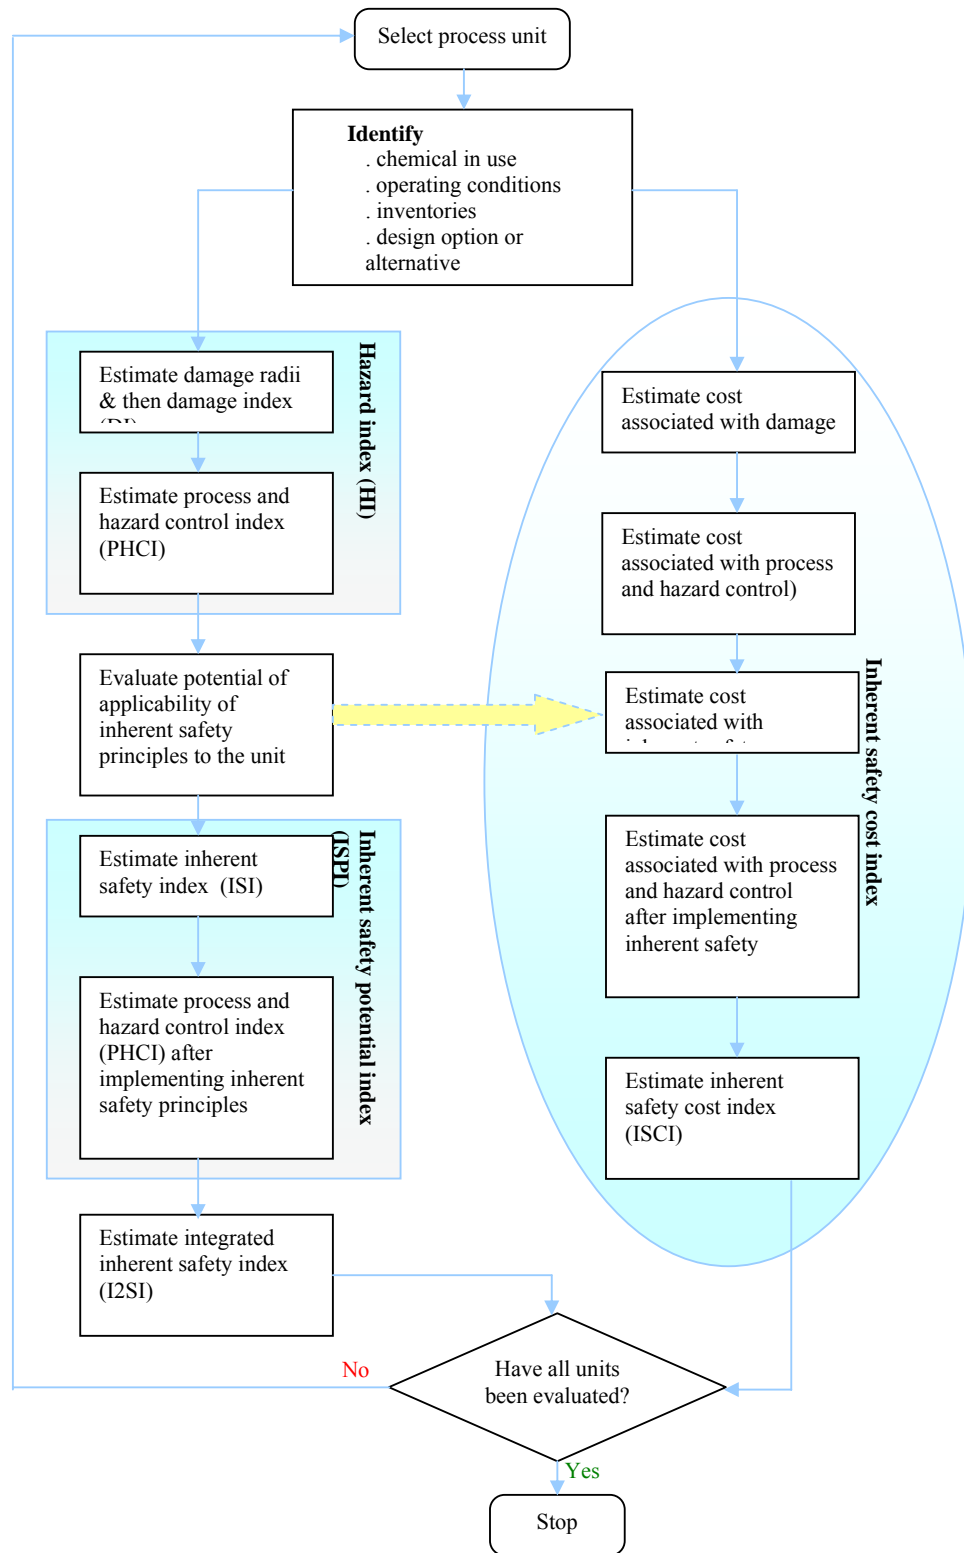 Select process unit
Identify
. chemical in use
. operating conditions
. inventories
. design option or
alternative
Hazard index (HI)
Estimate damage radii
& then damage index
Estimate process and
hazard control index
(PHCI)
Evaluate potential of
applicability of
inherent safety
principles to the unit
Inherent safety potential index
(ISPI)
Estimate inherent
safety index (ISI)
Estimate process and
hazard control index
(PHCI) after
implementing inherent
safety principles
Estimate integrated
inherent safety index
(I2SI)
Estimate cost
associated with damage
Estimate cost
associated with process
and hazard control)
Estimate cost
associated with
Inherent safety cost index
Estimate cost
associated with process
and hazard control
after implementing
inherent safety
Estimate inherent
safety cost index
(ISCI)
No
Have all units
been evaluated?
Yes
Stop